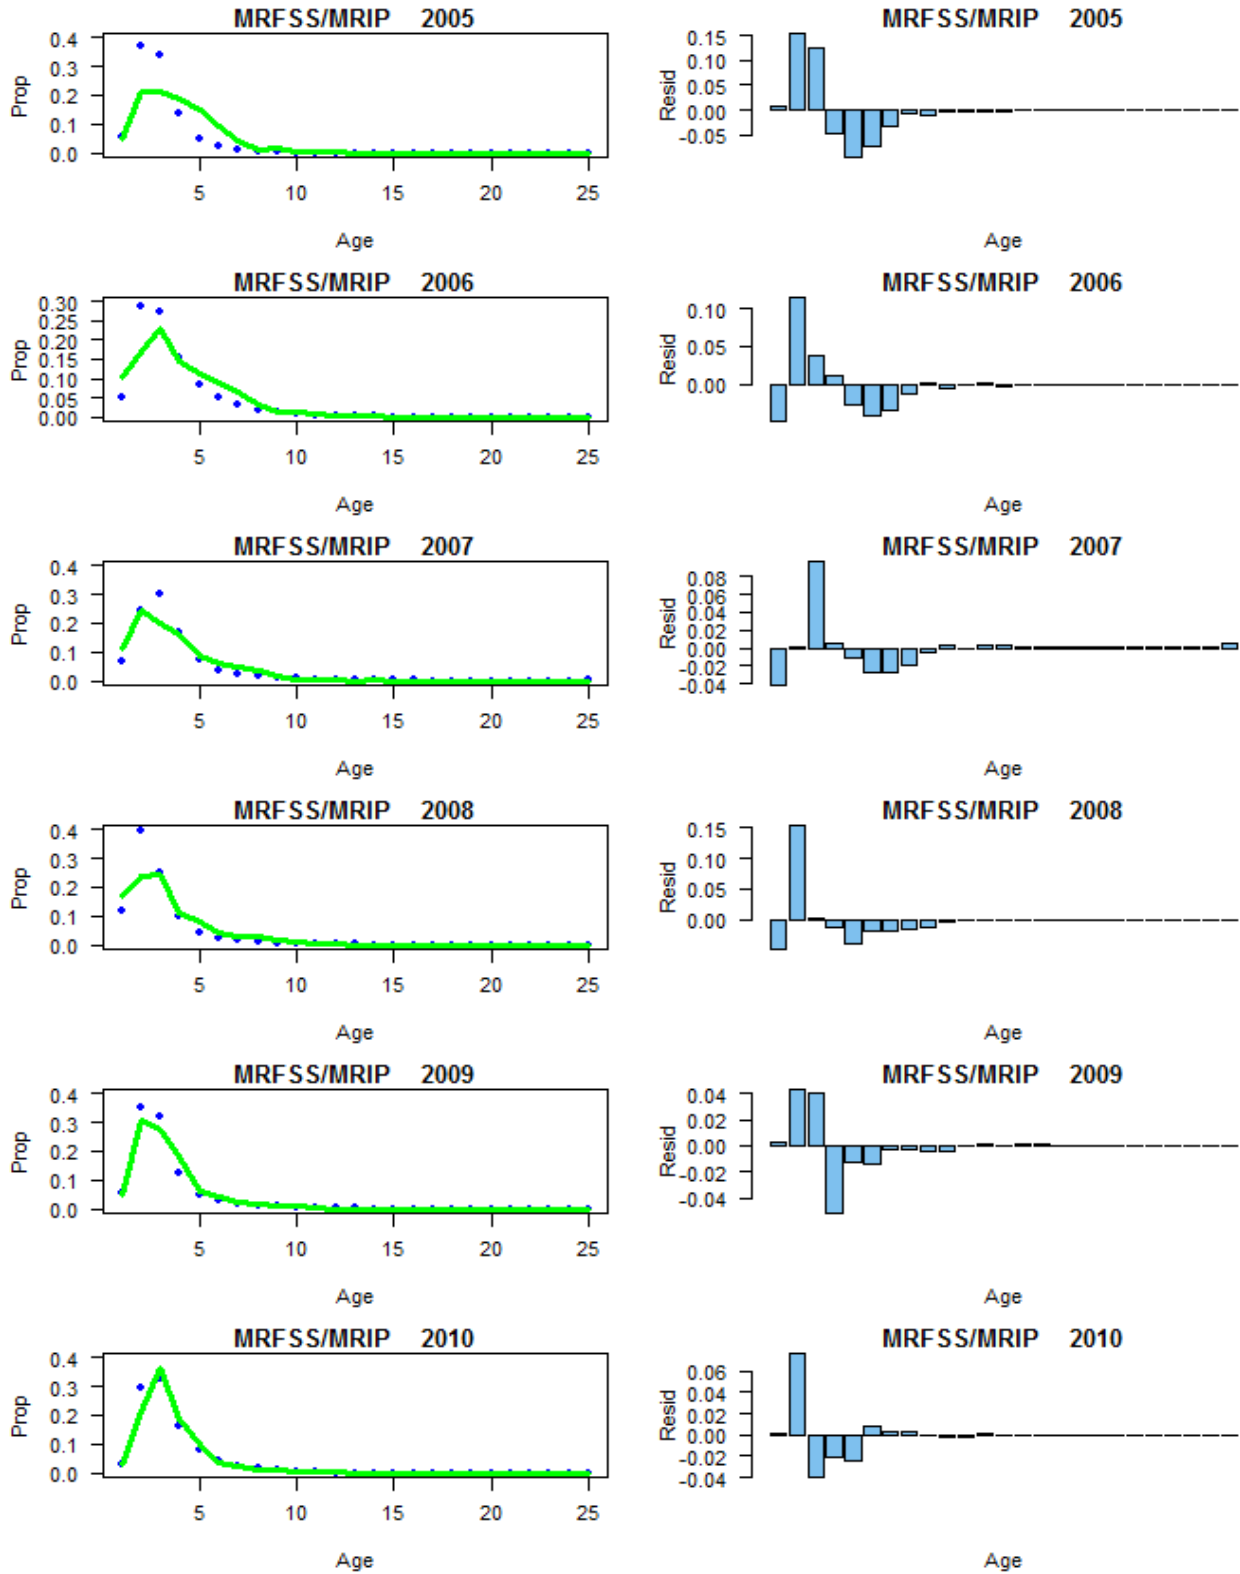 MRFSS/MRIP 2005
Prop
0.4
0.3
0.2
0.1
0.0
5 10 15 20 25
Age
MRFSS/MRIP 2005
Resid
0.15
0.10
0.05
0.00
-0.05
Age
MRFSS/MRIP 2006
Prop
0.30
0.25
0.20
0.15
0.10
0.05
0.00
5 10 15 20 25
Age
MRFSS/MRIP 2006
Resid
0.10
0.05
0.00
Age
MRFSS/MRIP 2007
Prop
0.4
0.3
0.2
0.1
0.0
5 10 15 20 25
Age
MRFSS/MRIP 2007
Resid
0.08
0.06
0.04
0.02
0.00
-0.02
-0.04
Age
MRFSS/MRIP 2008
Prop
0.4
0.3
0.2
0.1
0.0
5 10 15 20 25
Age
MRFSS/MRIP 2008
Resid
0.15
0.10
0.05
0.00
Age
MRFSS/MRIP 2009
Prop
0.4
0.3
0.2
0.1
0.0
5 10 15 20 25
Age
MRFSS/MRIP 2009
Resid
0.04
0.02
0.00
-0.02
-0.04
Age
MRFSS/MRIP 2010
Prop
0.4
0.3
0.2
0.1
0.0
5 10 15 20 25
Age
MRFSS/MRIP 2010
Resid
0.06
0.04
0.02
0.00
-0.02
-0.04
Age